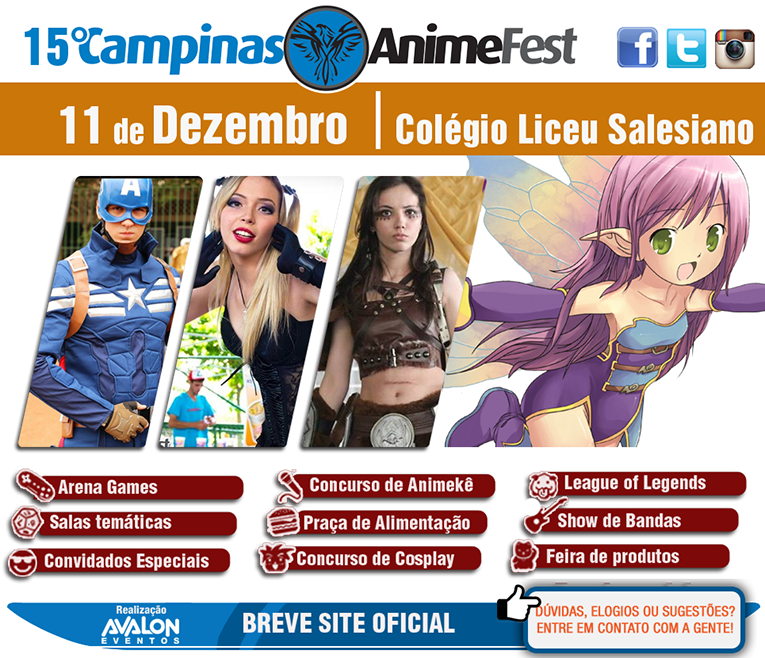 15º Campinas AnimeFest
11 de Dezembro | Colégio Liceu Salesiano
A
Arena Games
Concurso de Animekê
League of Legends
Salas temáticas
Praça de Alimentação
Show de Bandas
Convidados Especiais
Concurso de Cosplay
Feira de produtos
Realização
AVALON
EVENTOS
BREVE SITE OFICIAL
DÚVIDAS, ELOGIOS OU SUGESTÕES?
ENTRE EM CONTATO COM A GENTE!